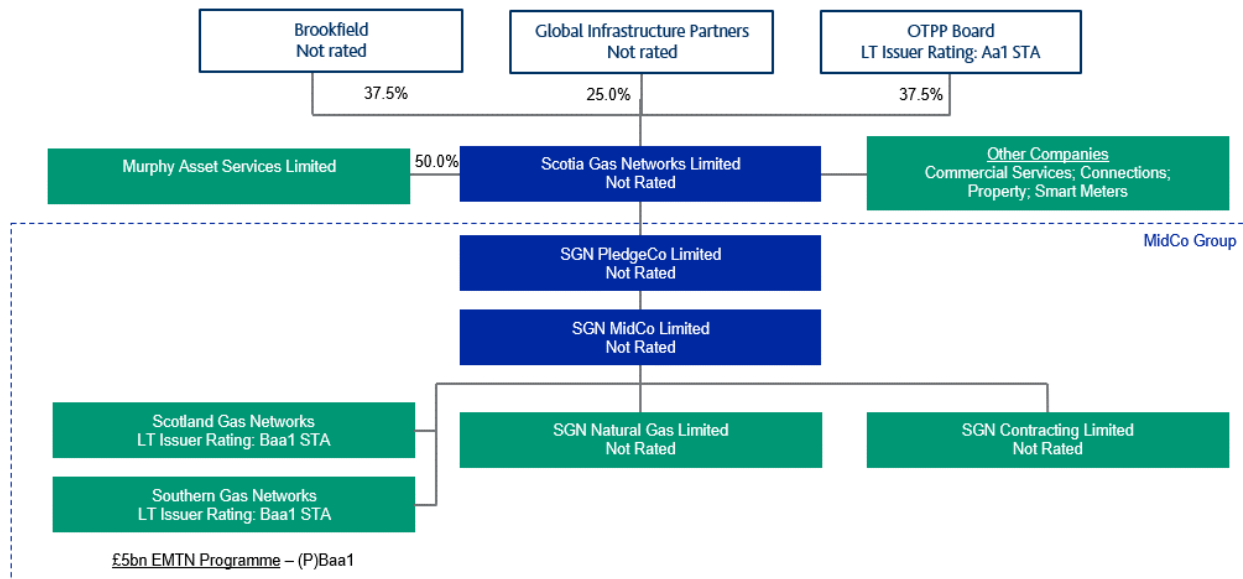 Brookfield
Not rated
Global Infrastructure Partners
Not rated
OTPP Board
LT Issuer Rating: Aa1 STA
37.5%
25.0%
37.5%
Murphy Asset Services Limited
50.0%
Scotia Gas Networks Limited
Not Rated
Other Companies
Commercial Services; Connections;
Property; Smart Meters
MidCo Group
SGN PledgeCo Limited
Not Rated
SGN MidCo Limited
Not Rated
Scotland Gas Networks
LT Issuer Rating: Baa1 STA
SGN Natural Gas Limited
Not Rated
SGN Contracting Limited
Not Rated
Southern Gas Networks
LT Issuer Rating: Baa1 STA
£5bn EMTN Programme – (P)Baa1